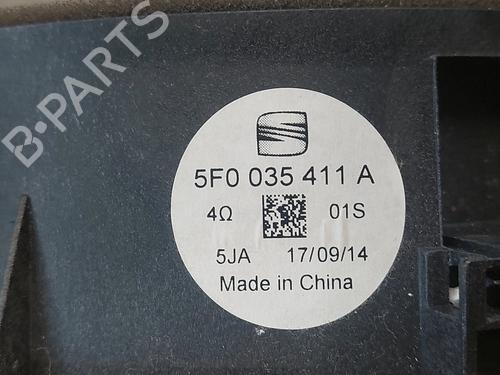 B-PARTS
S
5F0 035 411 A
4Ω 01S
5JA 17/09/14
Made in China